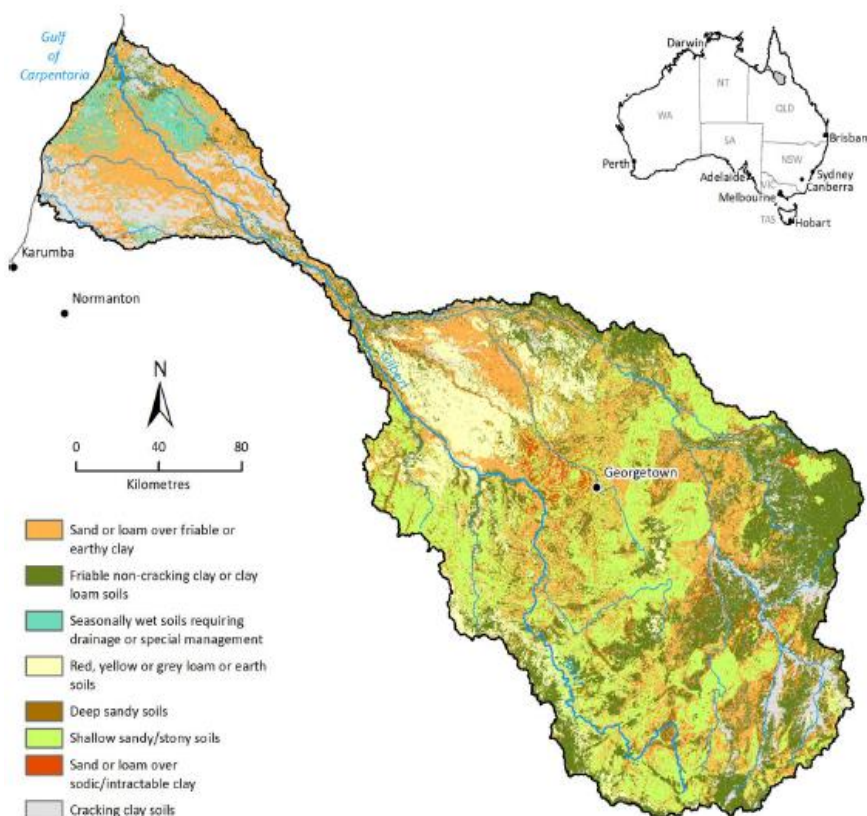 Gulf
of
Carpentaria
Darwin
NT
QLD
WA
SA
Brisban
NSW
Perth
Adelaide
Sydney
Canberra
VIC
Melbourne
TAS
Hobart
Karumba
Normanton
Gilbert
N
0 40 80
Kilometres
Georgetown
Sand or loam over friable or
earthy clay
Friable non-cracking clay or clay
loam soils
Seasonally wet soils requiring
drainage or special management
Red, yellow or grey loam or earth
soils
Deep sandy soils
Shallow sandy/stony soils
Sand or loam over
sodic/intractable clay
Cracking clay soils